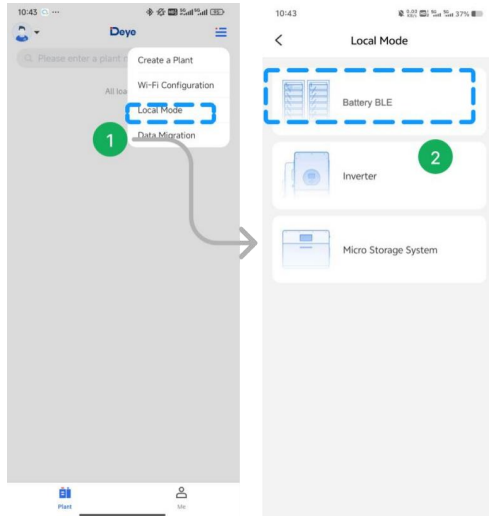 10:43
Deye
Please enter a plant n
Create a Plant
Wi-Fi Configuration
All loa
Local Mode
Data Migration
1
Plant
Me
10:43
37%
Local Mode
Battery BLE
2
Inverter
Micro Storage System